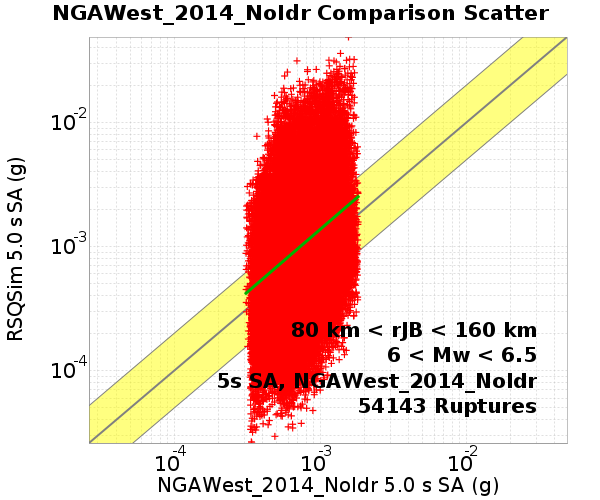 NGAWest_2014_NoIdr Comparison Scatter
RSQSim 5.0 s SA (g)
10-2
10-3
10-4
80 km < rJB < 160 km
6 < Mw < 6.5
5s SA, NGAWest_2014_NoIdr
54143 Ruptures
10-4 10-3 10-2
NGAWest_2014_NoIdr 5.0 s SA (g)